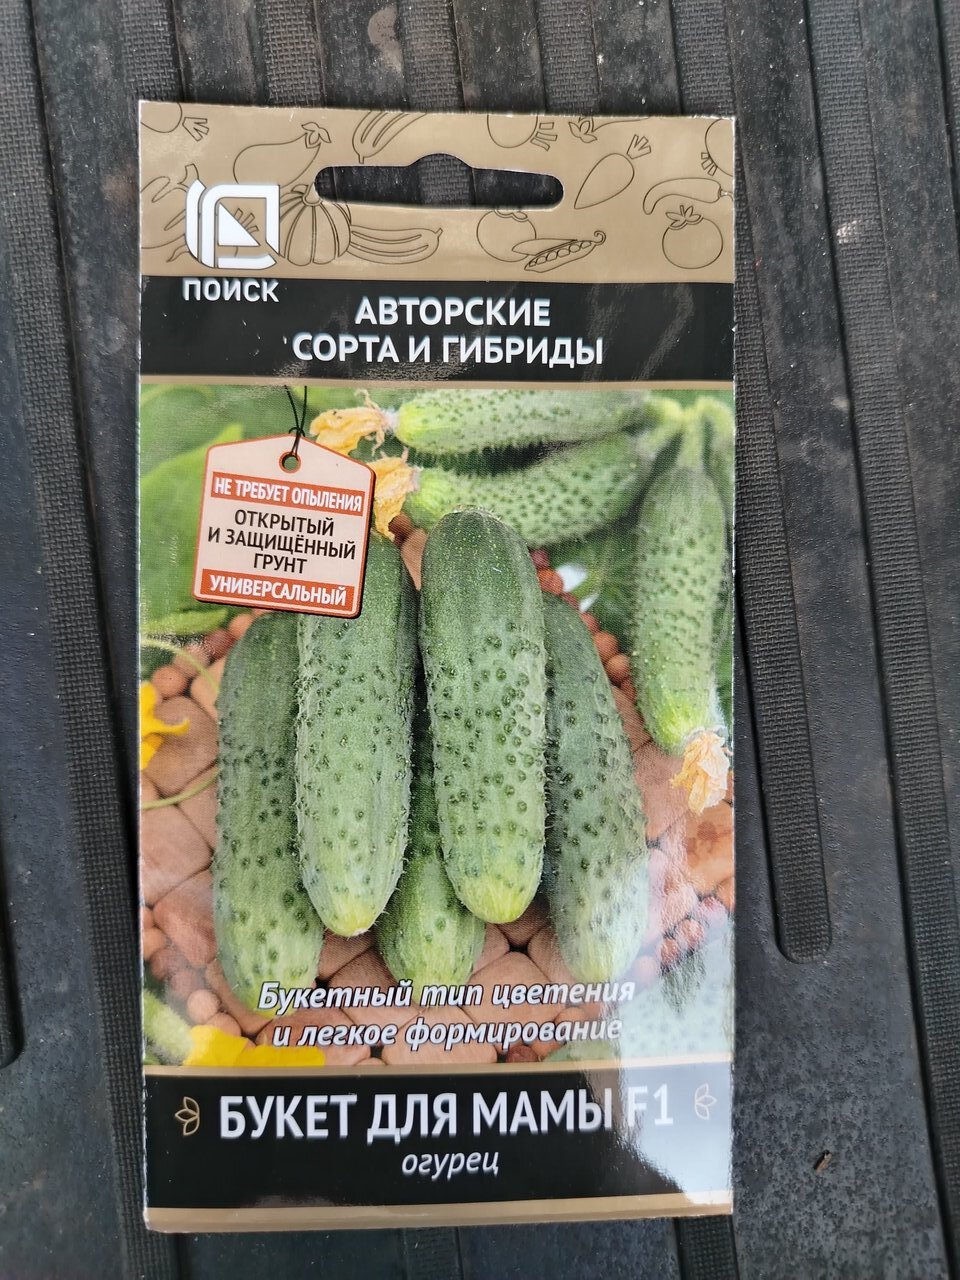 ПОИСК
АВТОРСКИЕ
СОРТА И ГИБРИДЫ
НЕ ТРЕБУЕТ ОПЫЛЕНИЯ
ОТКРЫТЫЙ
И ЗАЩИЩЁННЫЙ
ГРУНТ
УНИВЕРСАЛЬНЫЙ
Букетный тип цветения
и легкое формирование
БУКЕТ ДЛЯ МАМЫ F1
огурец